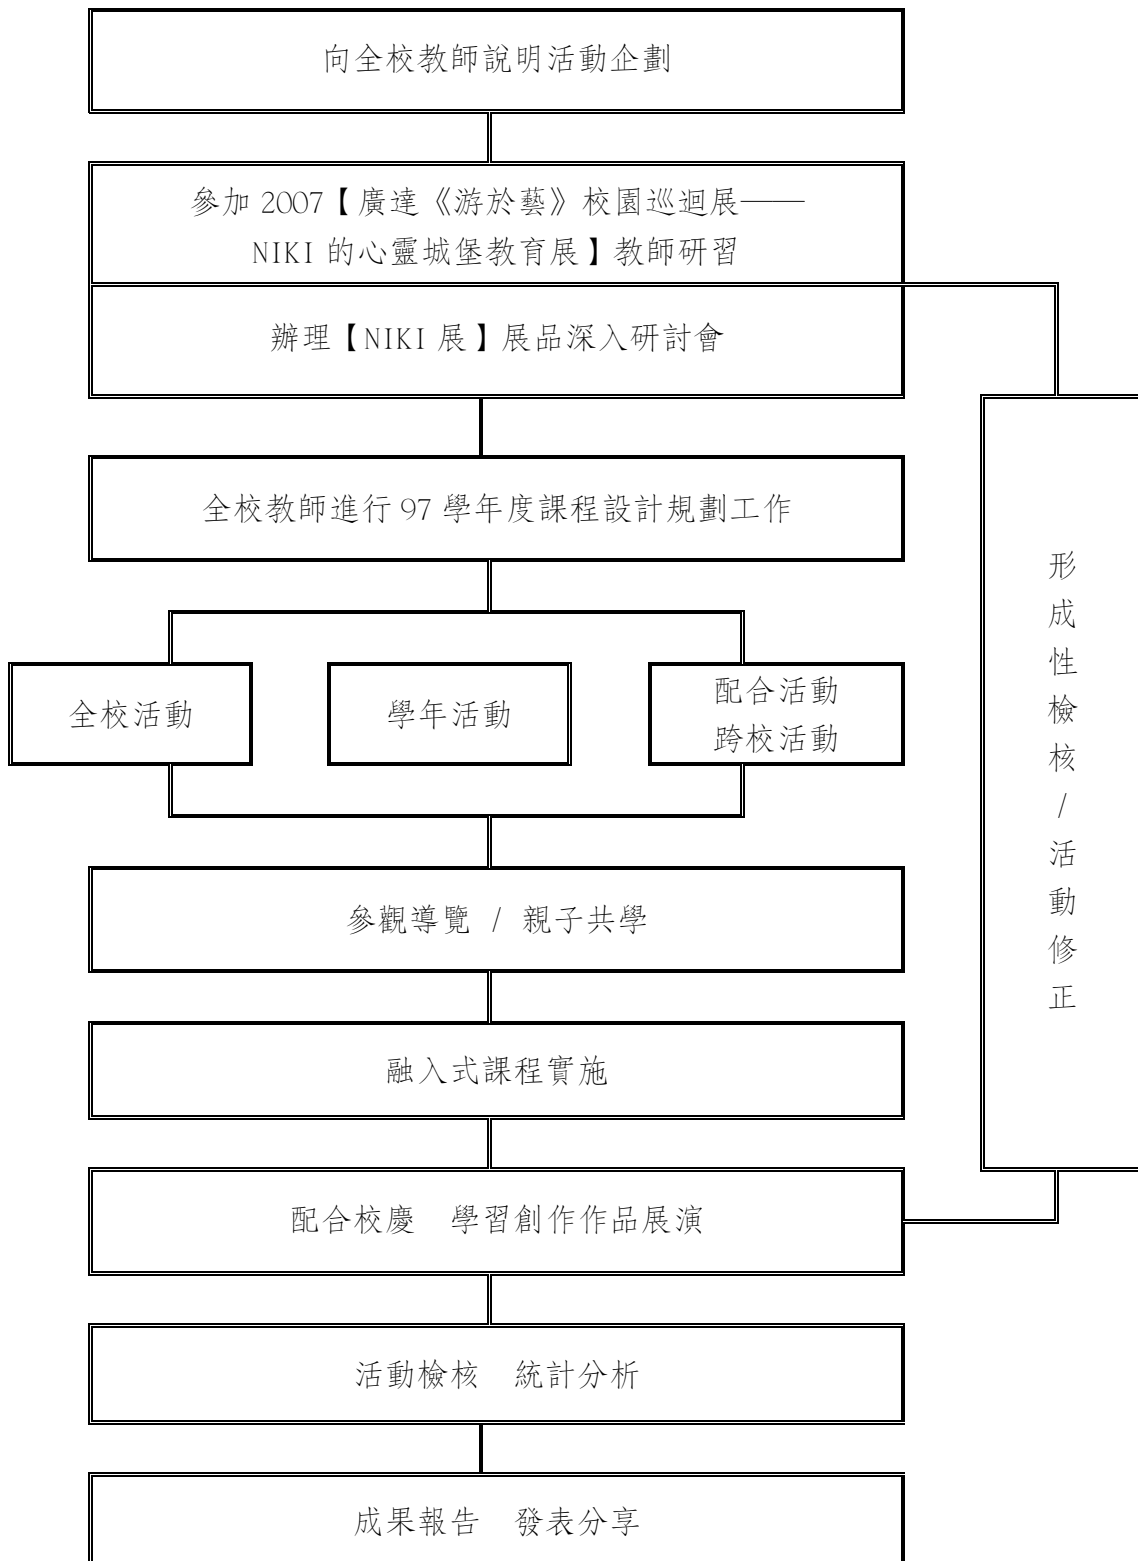 向全校教師說明活動企劃
參加 2007【廣達《游於藝》校園巡迴展——
NIKI 的心靈城堡教育展】教師研習
辦理【NIKI 展】展品深入研討會
全校教師進行 97 學年度課程設計規劃工作
全校活動
學年活動
配合活動
跨校活動
參觀導覽 / 親子共學
融入式課程實施
配合校慶　學習創作作品展演
活動檢核　統計分析
成果報告　發表分享
形
成
性
檢
核
/
活
動
修
正